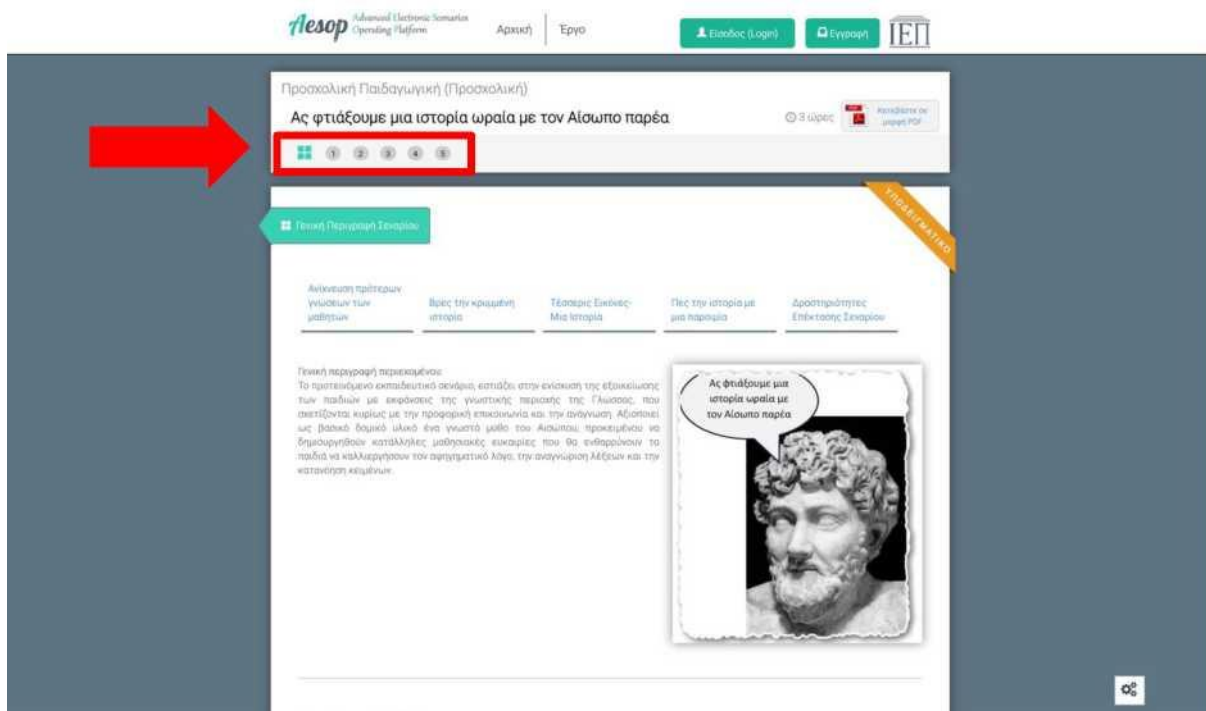 Aesop Advanced Electronic Scenarios
Operating Platform
Αρχική
Έργο
Είσοδος (Login)
Εγγραφή
ΙΕΠ
Προσχολική Παιδαγωγική (Προσχολική)
Ας φτιάξουμε μια ιστορία ωραία με τον Αίσωπο παρέα
3 ώρες
Κατεβάστε σε
μορφή PDF
1 2 3 4 5
ΥΠΟΔΕΙΓΜΑΤΙΚΟ
Γενική Περιγραφή Σεναρίου
Ανίχνευση πρότερων
γνώσεων των
μαθητών
Βρες την κρυμμένη
ιστορία
Τέσσερις Εικόνες-
Μια Ιστορία
Πες την ιστορία με
μια παροιμία
Δραστηριότητες
Επέκτασης Σεναρίου
Γενική περιγραφή περιεχομένου:
Το προτεινόμενο εκπαιδευτικό σενάριο, εστιάζει στην ενίσχυση της εξοικείωσης
των παιδιών με εκφάνσεις της γνωστικής περιοχής της Γλώσσας, που
σχετίζονται κυρίως με την προφορική επικοινωνία και την ανάγνωση. Αξιοποιεί
ως βασικό δομικό υλικό ένα γνωστό μύθο του Αισώπου, προκειμένου να
δημιουργηθούν κατάλληλες μαθησιακές ευκαιρίες που θα ενθαρρύνουν τα
παιδιά να καλλιεργήσουν τον αφηγηματικό λόγο, την αναγνώριση λέξεων και την
κατανόηση κειμένων.
Ας φτιάξουμε μια
ιστορία ωραία με
τον Αίσωπο παρέα